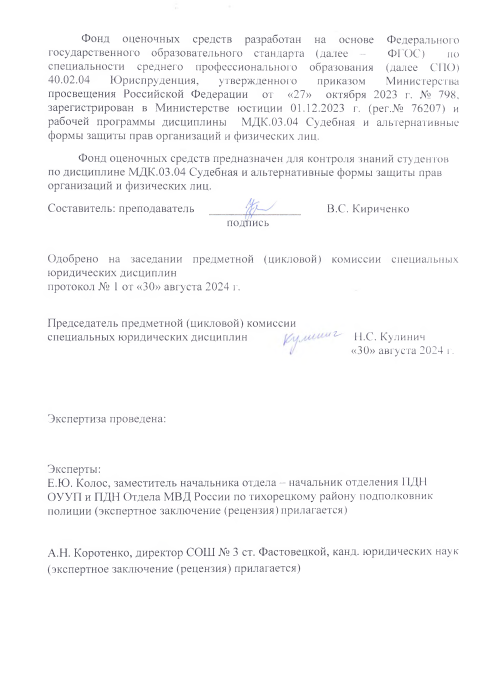 Фонд оценочных средств разработан на основе Федерального
государственного образовательного стандарта (далее – ФГОС) по
специальности среднего профессионального образования (далее СПО)
40.02.04 Юриспруденция, утвержденного приказом Министерства
просвещения Российской Федерации от «27» октября 2023 г. № 798,
зарегистрирован в Министерстве юстиции 01.12.2023 г. (рег.№ 76207) и
рабочей программы дисциплины МДК.03.04 Судебная и альтернативные
формы защиты прав организаций и физических лиц.
Фонд оценочных средств предназначен для контроля знаний студентов
по дисциплине МДК.03.04 Судебная и альтернативные формы защиты прав
организаций и физических лиц.
Составитель: преподаватель В.С. Кириченко
подпись
Одобрено на заседании предметной (цикловой) комиссии специальных
юридических дисциплин
протокол № 1 от «30» августа 2024 г.
Председатель предметной (цикловой) комиссии
специальных юридических дисциплин Кулинич Н.С. Кулинич
«30» августа 2024 г.
Экспертиза проведена:
Эксперты:
Е.Ю. Колос, заместитель начальника отдела – начальник отделения ПДН
ОУУП и ПДН Отдела МВД России по тихорецкому району подполковник
полиции (экспертное заключение (рецензия) прилагается)
А.Н. Коротенко, директор СОШ № 3 ст. Фастовецкой, канд. юридических наук
(экспертное заключение (рецензия) прилагается)